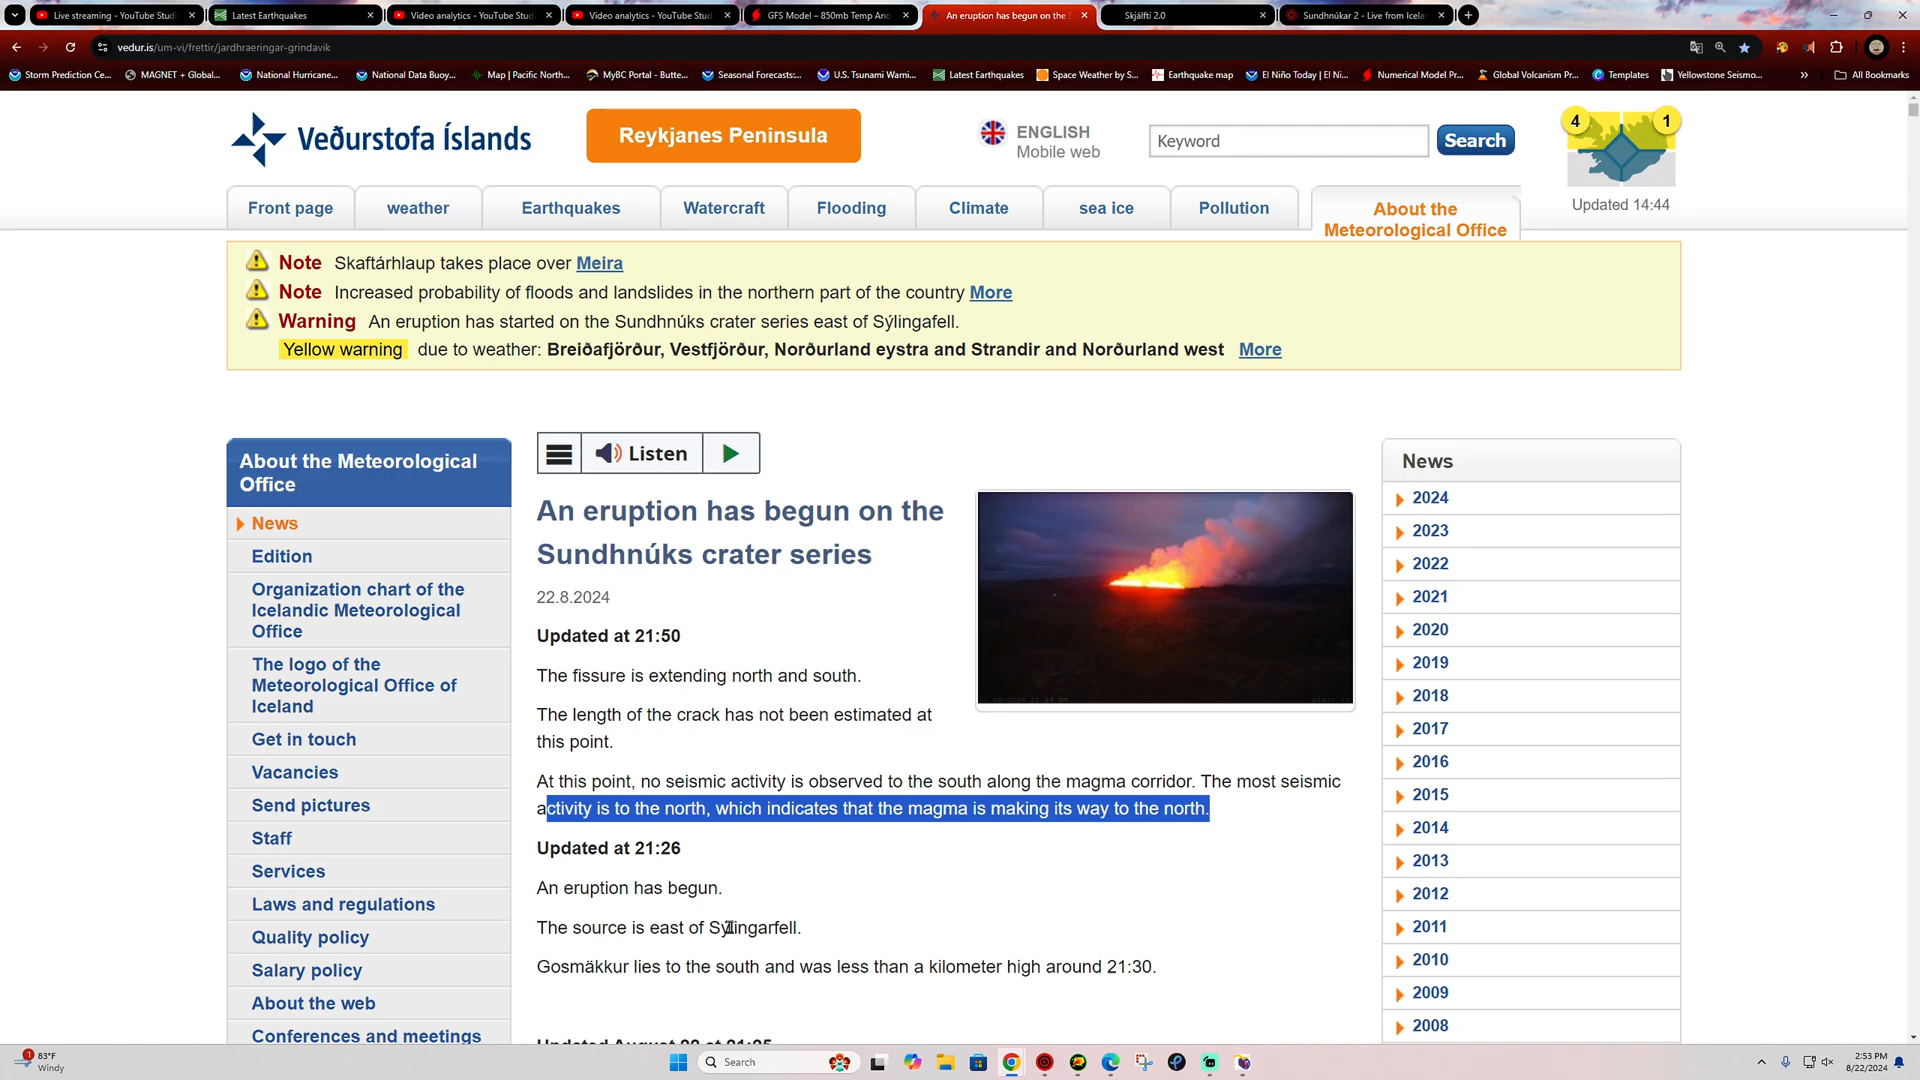 Live streaming - YouTube Stud
Latest Earthquakes
Video analytics - YouTube Stud
Video analytics - YouTube Stud
GFS Model – 850mb Temp Ano
An eruption has begun on the S
Skjálfti 2.0
Sundhnúkar 2 - Live from Icela
vedur.is/um-vi/frettir/jardhraeringar-grindavik
Storm Prediction Ce...
MAGNET + Global...
National Hurricane...
National Data Buoy...
Map | Pacific North...
MyBC Portal - Butte...
Seasonal Forecasts:...
U.S. Tsunami Warni...
Latest Earthquakes
Space Weather by S...
Earthquake map
El Niño Today | El Ni...
Numerical Model Pr...
Global Volcanism Pr...
Templates
Yellowstone Seismo...
»
All Bookmarks
Veðurstofa Íslands
Reykjanes Peninsula
ENGLISH
Mobile web
Keyword
Search
4
1
Updated 14:44
Front page
weather
Earthquakes
Watercraft
Flooding
Climate
sea ice
Pollution
About the
Meteorological Office
Note Skaftárhlaup takes place over Meira
Note Increased probability of floods and landslides in the northern part of the country More
Warning An eruption has started on the Sundhnúks crater series east of Sýlingafell.
Yellow warning due to weather: Breiðafjörður, Vestfjörður, Norðurland eystra and Strandir and Norðurland west More
About the Meteorological
Office
News
Edition
Organization chart of the
Icelandic Meteorological
Office
The logo of the
Meteorological Office of
Iceland
Get in touch
Vacancies
Send pictures
Staff
Services
Laws and regulations
Quality policy
Salary policy
About the web
Conferences and meetings
Listen
An eruption has begun on the
Sundhnúks crater series
22.8.2024
Updated at 21:50
The fissure is extending north and south.
The length of the crack has not been estimated at
this point.
At this point, no seismic activity is observed to the south along the magma corridor. The most seismic
activity is to the north, which indicates that the magma is making its way to the north.
Updated at 21:26
An eruption has begun.
The source is east of Sýlingarfell.
Gosmäkkur lies to the south and was less than a kilometer high around 21:30.
Updated August 22 at 21:25
News
2024
2023
2022
2021
2020
2019
2018
2017
2016
2015
2014
2013
2012
2011
2010
2009
2008
1
83°F
Windy
Search
2:53 PM
8/22/2024